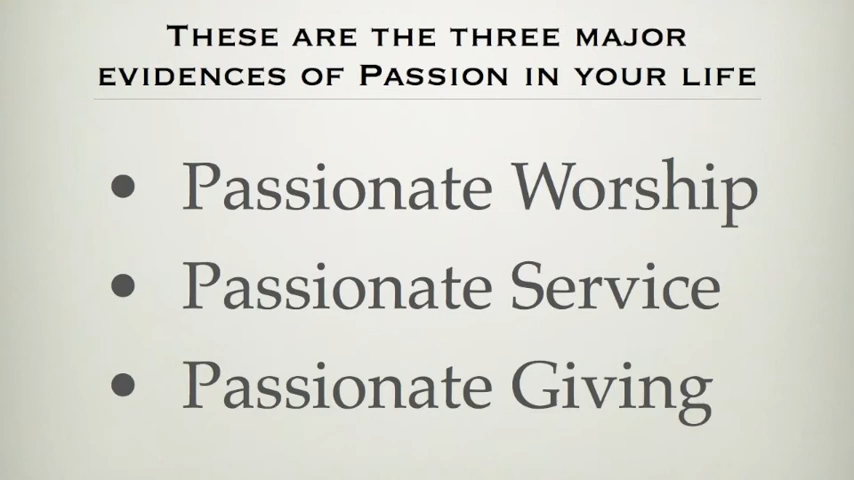 These are the three major
evidences of Passion in your life
• Passionate Worship
• Passionate Service
• Passionate Giving